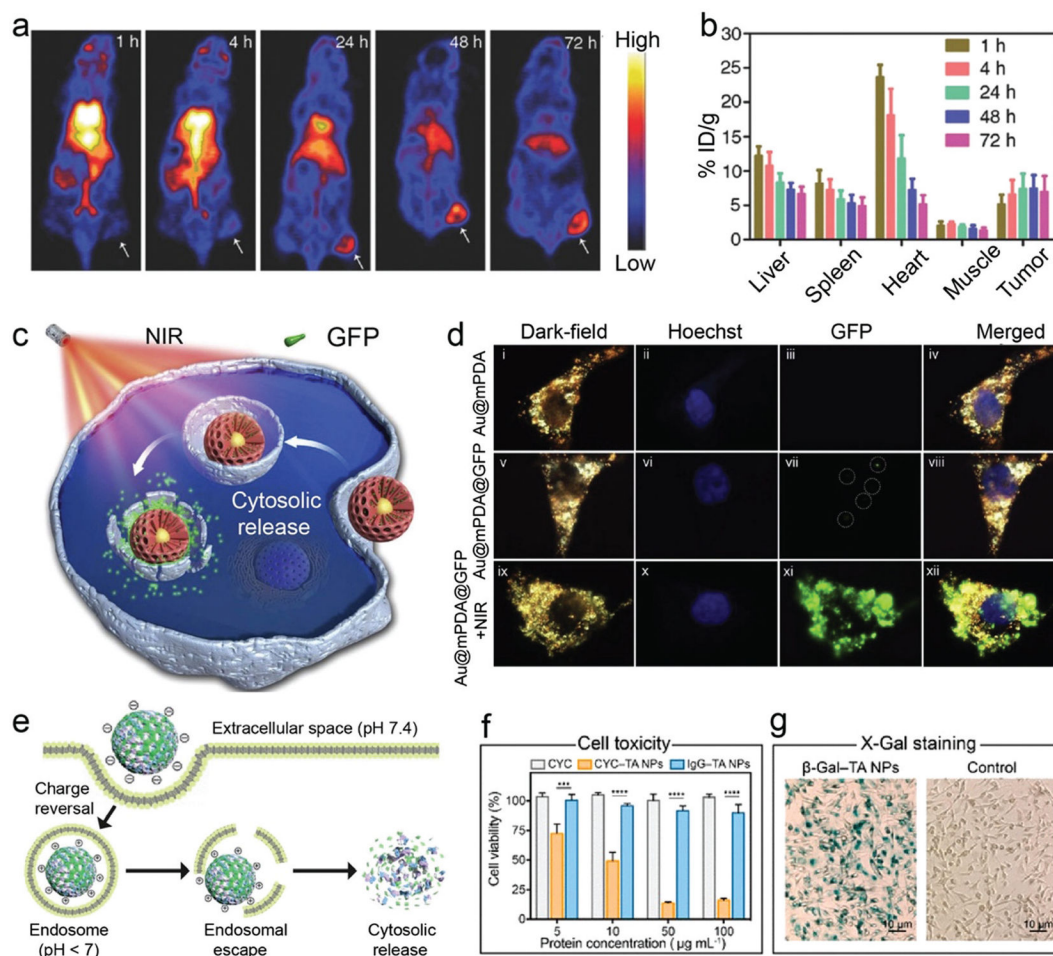 a
1 h
4 h
24 h
48 h
72 h
High
Low
b
% ID/g
30
25
20
15
10
5
0
1 h
4 h
24 h
48 h
72 h
Liver
Spleen
Heart
Muscle
Tumor
c
NIR
GFP
Cytosolic
release
d
Dark-field
Hoechst
GFP
Merged
Au@mPDA
i
ii
iii
iv
Au@mPDA@GFP
v
vi
vii
viii
Au@mPDA@GFP
+NIR
ix
x
xi
xii
e
Extracellular space (pH 7.4)
Charge
reversal
Endosome
(pH < 7)
Endosomal
escape
Cytosolic
release
f
Cell toxicity
CYC
CYC–TA NPs
IgG–TA NPs
***
****
****
****
Cell viability (%)
100
75
50
25
0
5
10
50
100
Protein concentration ( µg mL⁻¹)
g
X-Gal staining
β-Gal–TA NPs
Control
10 µm
10 µm